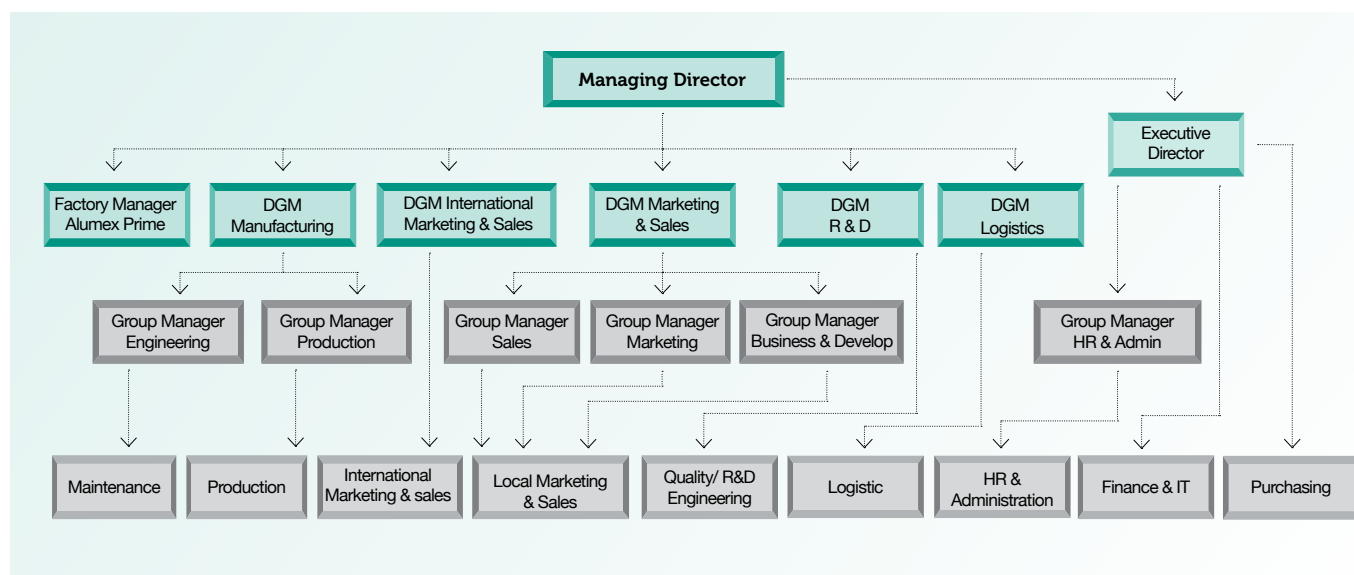 Managing Director
Executive
Director
Factory Manager
Alumex Prime
DGM
Manufacturing
DGM International
Marketing & Sales
DGM Marketing
& Sales
DGM
R & D
DGM
Logistics
Group Manager
Engineering
Group Manager
Production
Group Manager
Sales
Group Manager
Marketing
Group Manager
Business & Develop
Group Manager
HR & Admin
Maintenance
Production
International
Marketing & sales
Local Marketing
& Sales
Quality/ R&D
Engineering
Logistic
HR &
Administration
Finance & IT
Purchasing